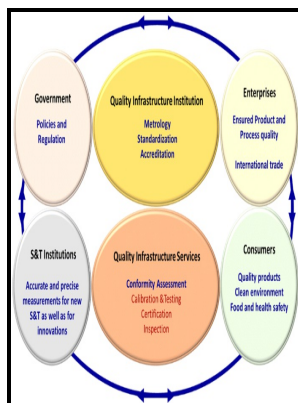 Government
Policies and
Regulation
Quality Infrastructure Institution
Metrology
Standardization
Accreditation
Enterprises
Ensured Product and
Process quality
International trade
S&T Institutions
Accurate and precise
measurements for new
S&T as well as for
innovations
Quality Infrastructure Services
Conformity Assessment
Calibration &Testing
Certification
Inspection
Consumers
Quality products
Clean environment
Food and health safety